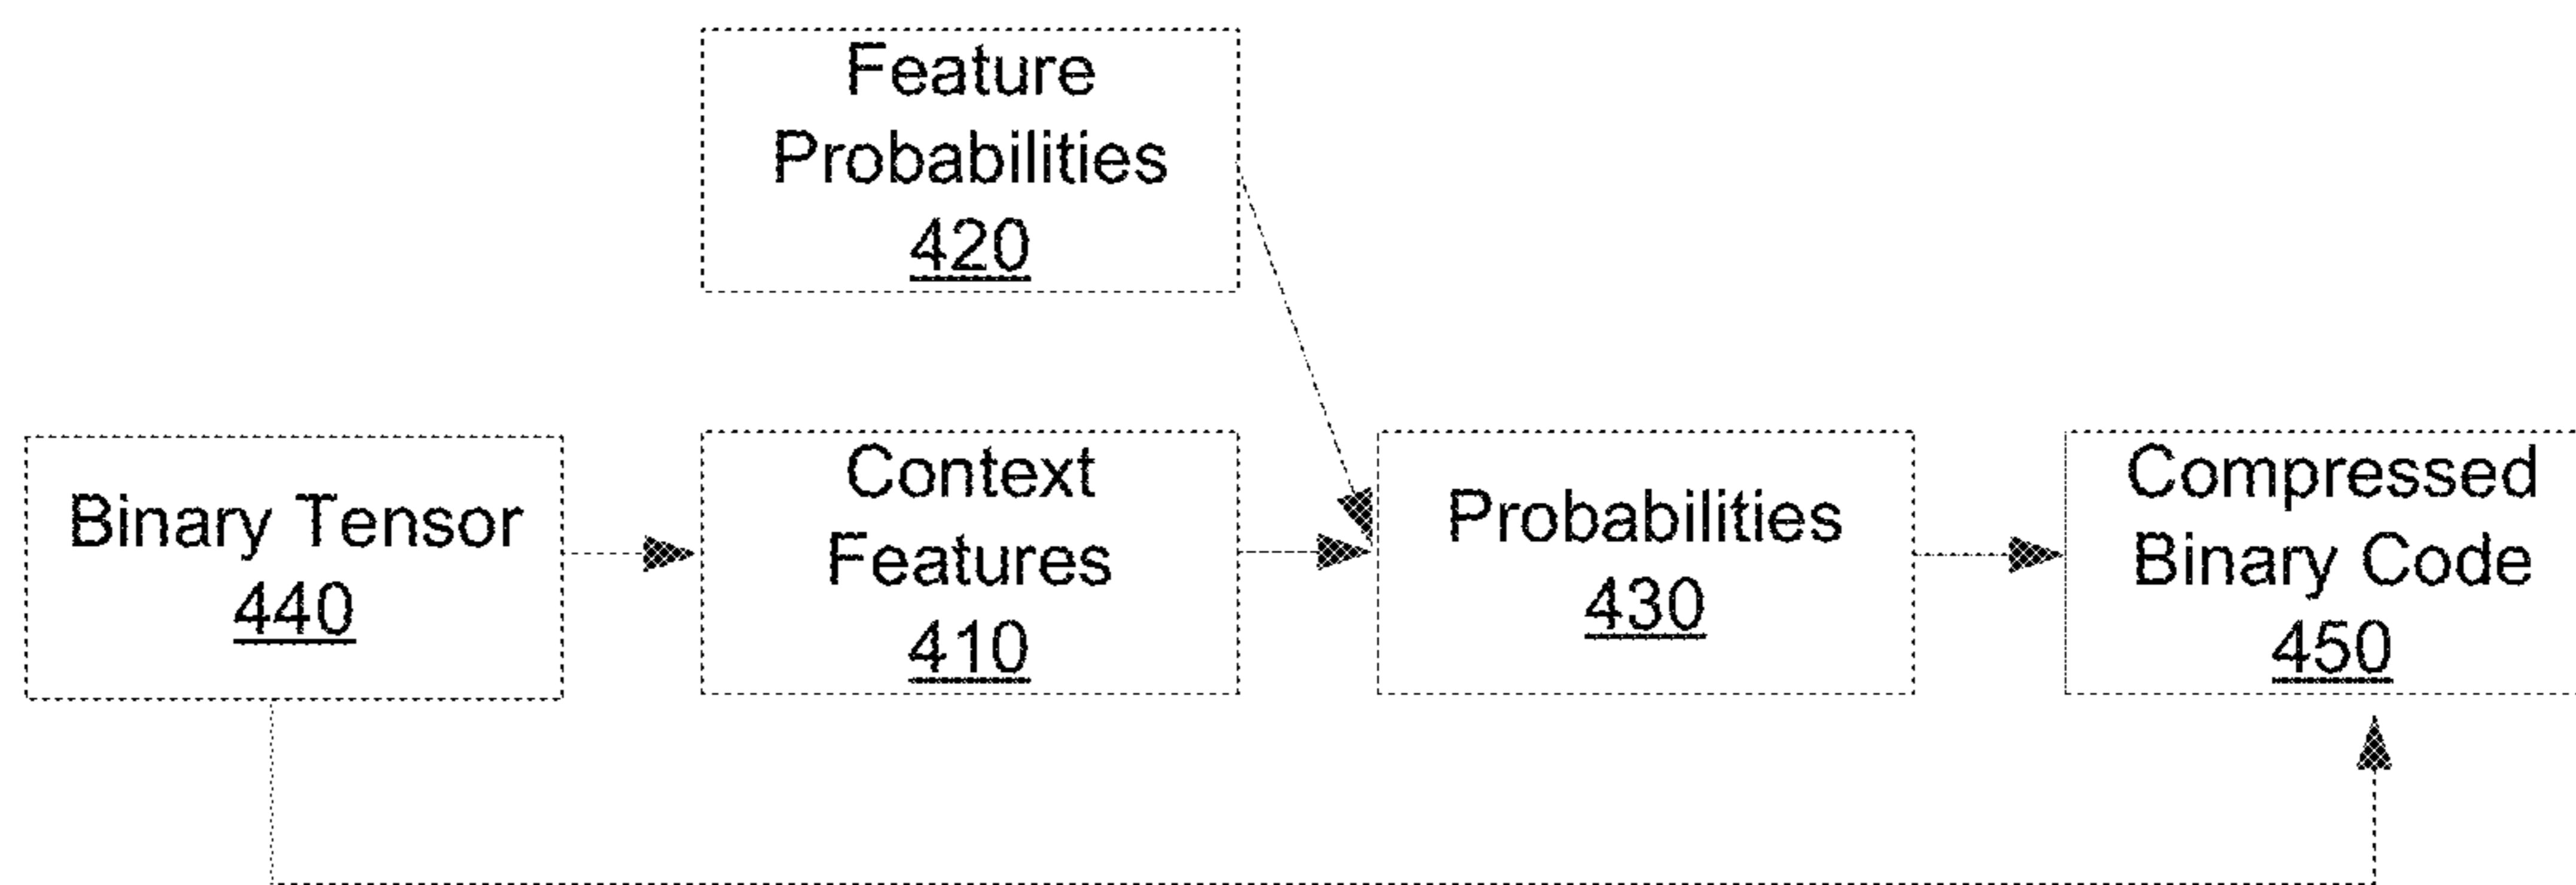 Feature
Probabilities
420
Binary Tensor
440
Context
Features
410
Probabilities
430
Compressed
Binary Code
450